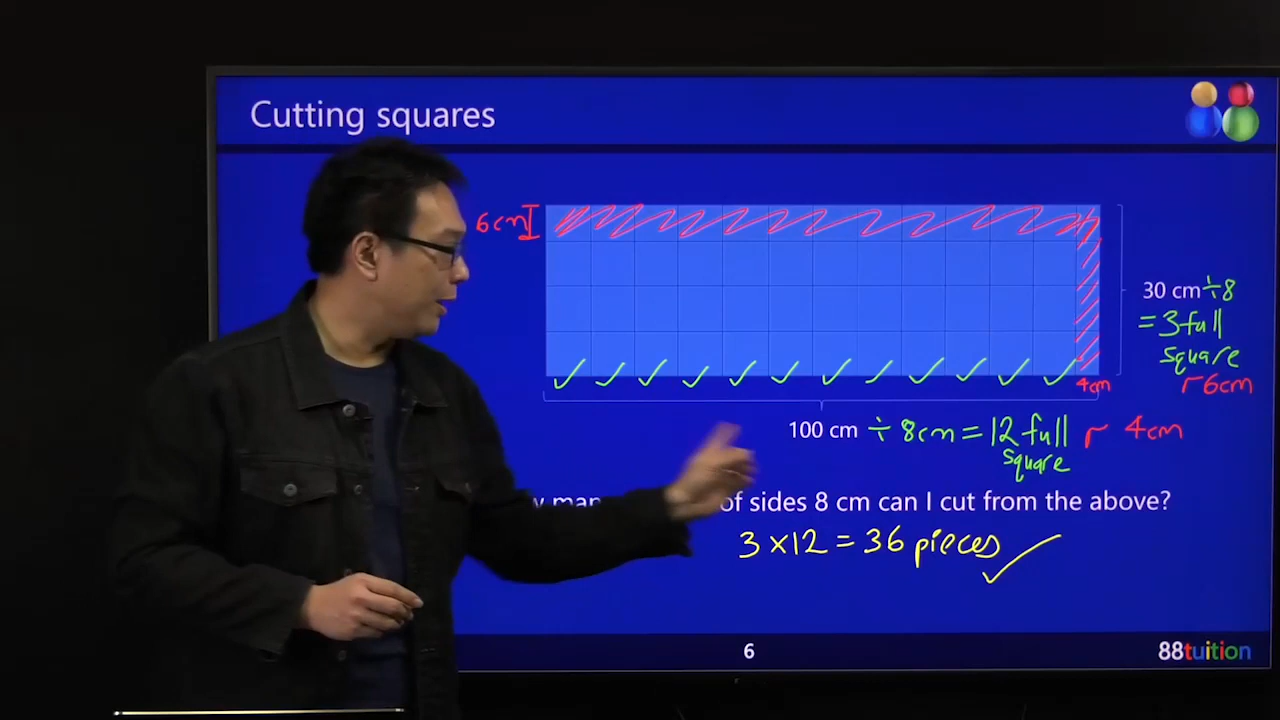 Cutting squares
6cm
30 cm ÷8
= 3 full
square
r 6cm
4cm
100 cm ÷ 8cm = 12 full r 4cm
square
of sides 8 cm can I cut from the above?
3 x 12 = 36 pieces ✓
6
88tuition